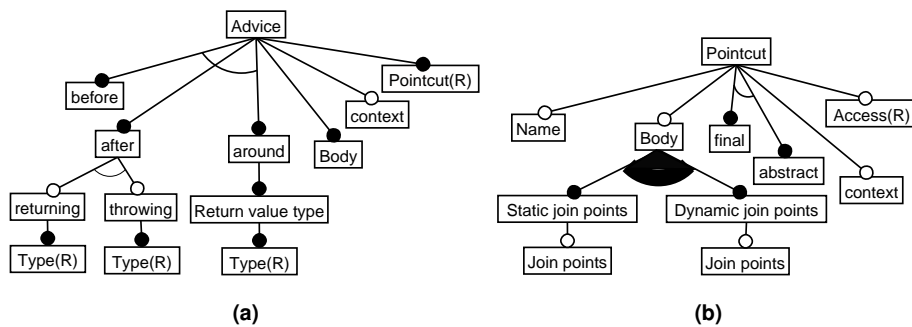 Advice
before
after
around
Body
context
Pointcut(R)
returning
throwing
Return value type
Type(R)
Type(R)
Type(R)
(a)
Pointcut
Name
Body
final
abstract
context
Access(R)
Static join points
Dynamic join points
Join points
Join points
(b)